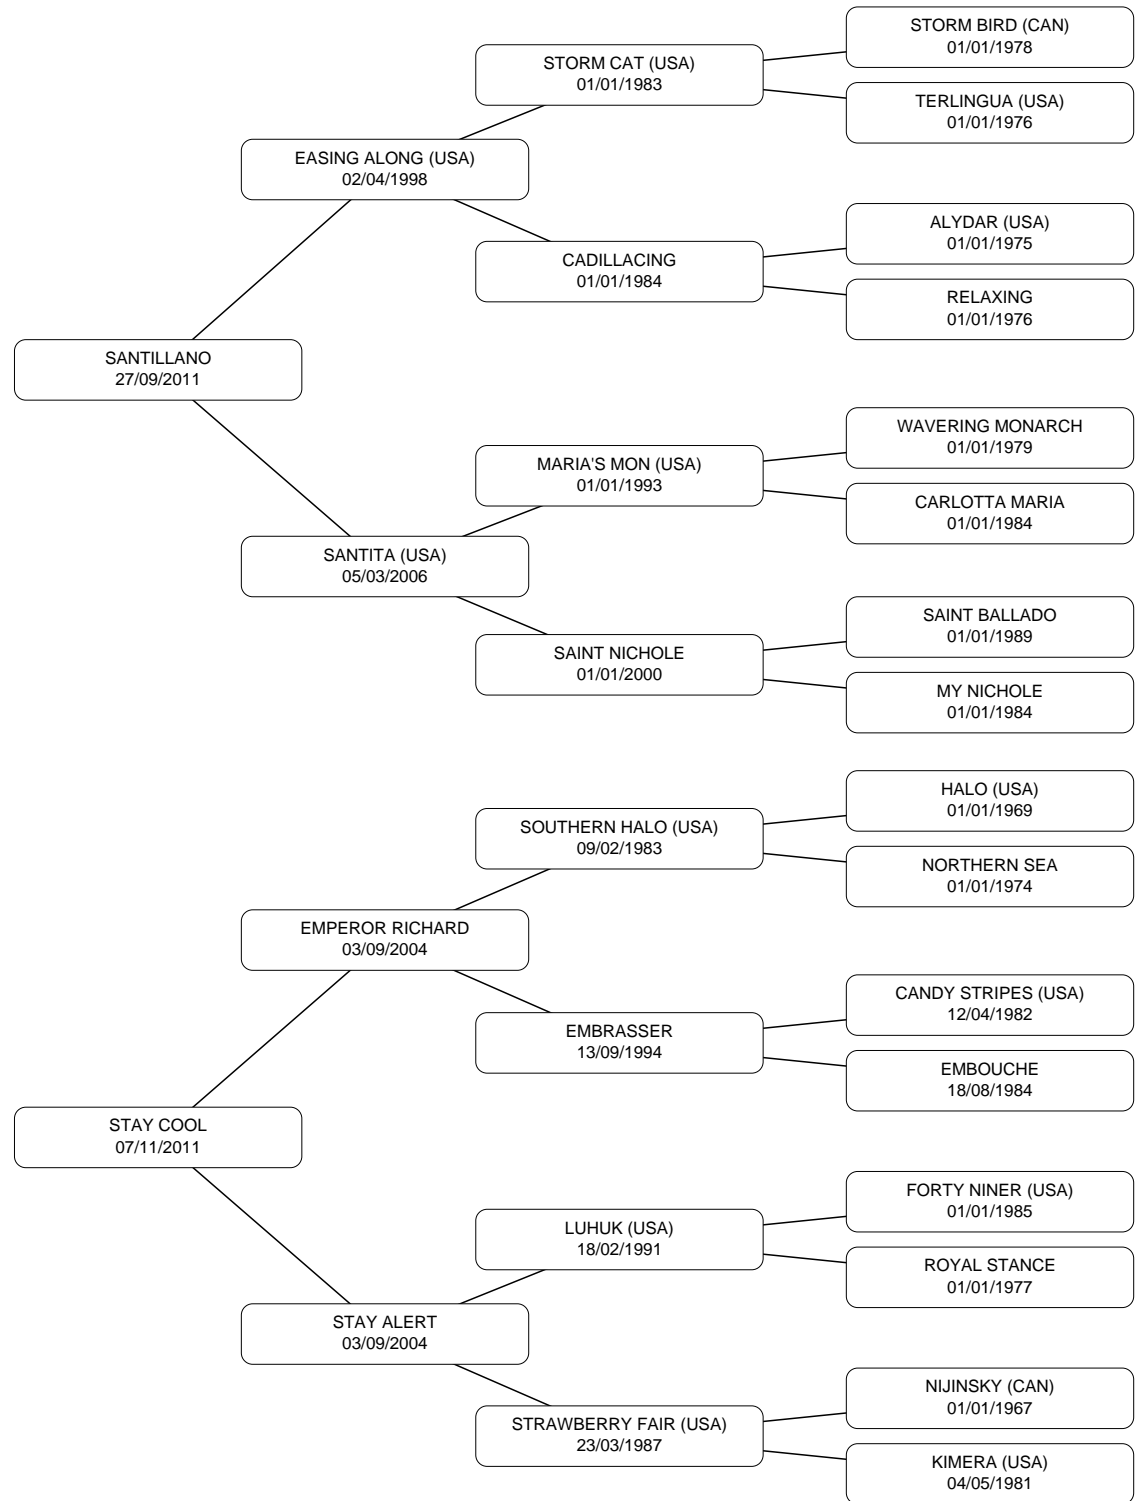 STORM BIRD (CAN)
01/01/1978
STORM CAT (USA)
01/01/1983
TERLINGUA (USA)
01/01/1976
EASING ALONG (USA)
02/04/1998
ALYDAR (USA)
01/01/1975
CADILLACING
01/01/1984
RELAXING
01/01/1976
SANTILLANO
27/09/2011
WAVERING MONARCH
01/01/1979
MARIA'S MON (USA)
01/01/1993
CARLOTTA MARIA
01/01/1984
SANTITA (USA)
05/03/2006
SAINT BALLADO
01/01/1989
SAINT NICHOLE
01/01/2000
MY NICHOLE
01/01/1984
HALO (USA)
01/01/1969
SOUTHERN HALO (USA)
09/02/1983
NORTHERN SEA
01/01/1974
EMPEROR RICHARD
03/09/2004
CANDY STRIPES (USA)
12/04/1982
EMBRASSER
13/09/1994
EMBOUCHE
18/08/1984
STAY COOL
07/11/2011
FORTY NINER (USA)
01/01/1985
LUHUK (USA)
18/02/1991
ROYAL STANCE
01/01/1977
STAY ALERT
03/09/2004
NIJINSKY (CAN)
01/01/1967
STRAWBERRY FAIR (USA)
23/03/1987
KIMERA (USA)
04/05/1981